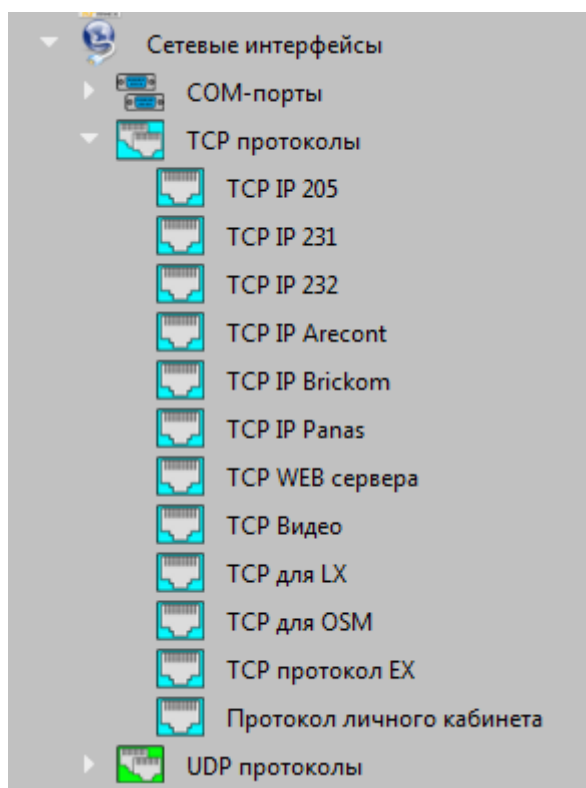 Сетевые интерфейсы
COM-порты
TCP протоколы
TCP IP 205
TCP IP 231
TCP IP 232
TCP IP Arecont
TCP IP Brickom
TCP IP Panas
TCP WEB сервера
TCP Видео
TCP для LX
TCP для OSM
TCP протокол EX
Протокол личного кабинета
UDP протоколы